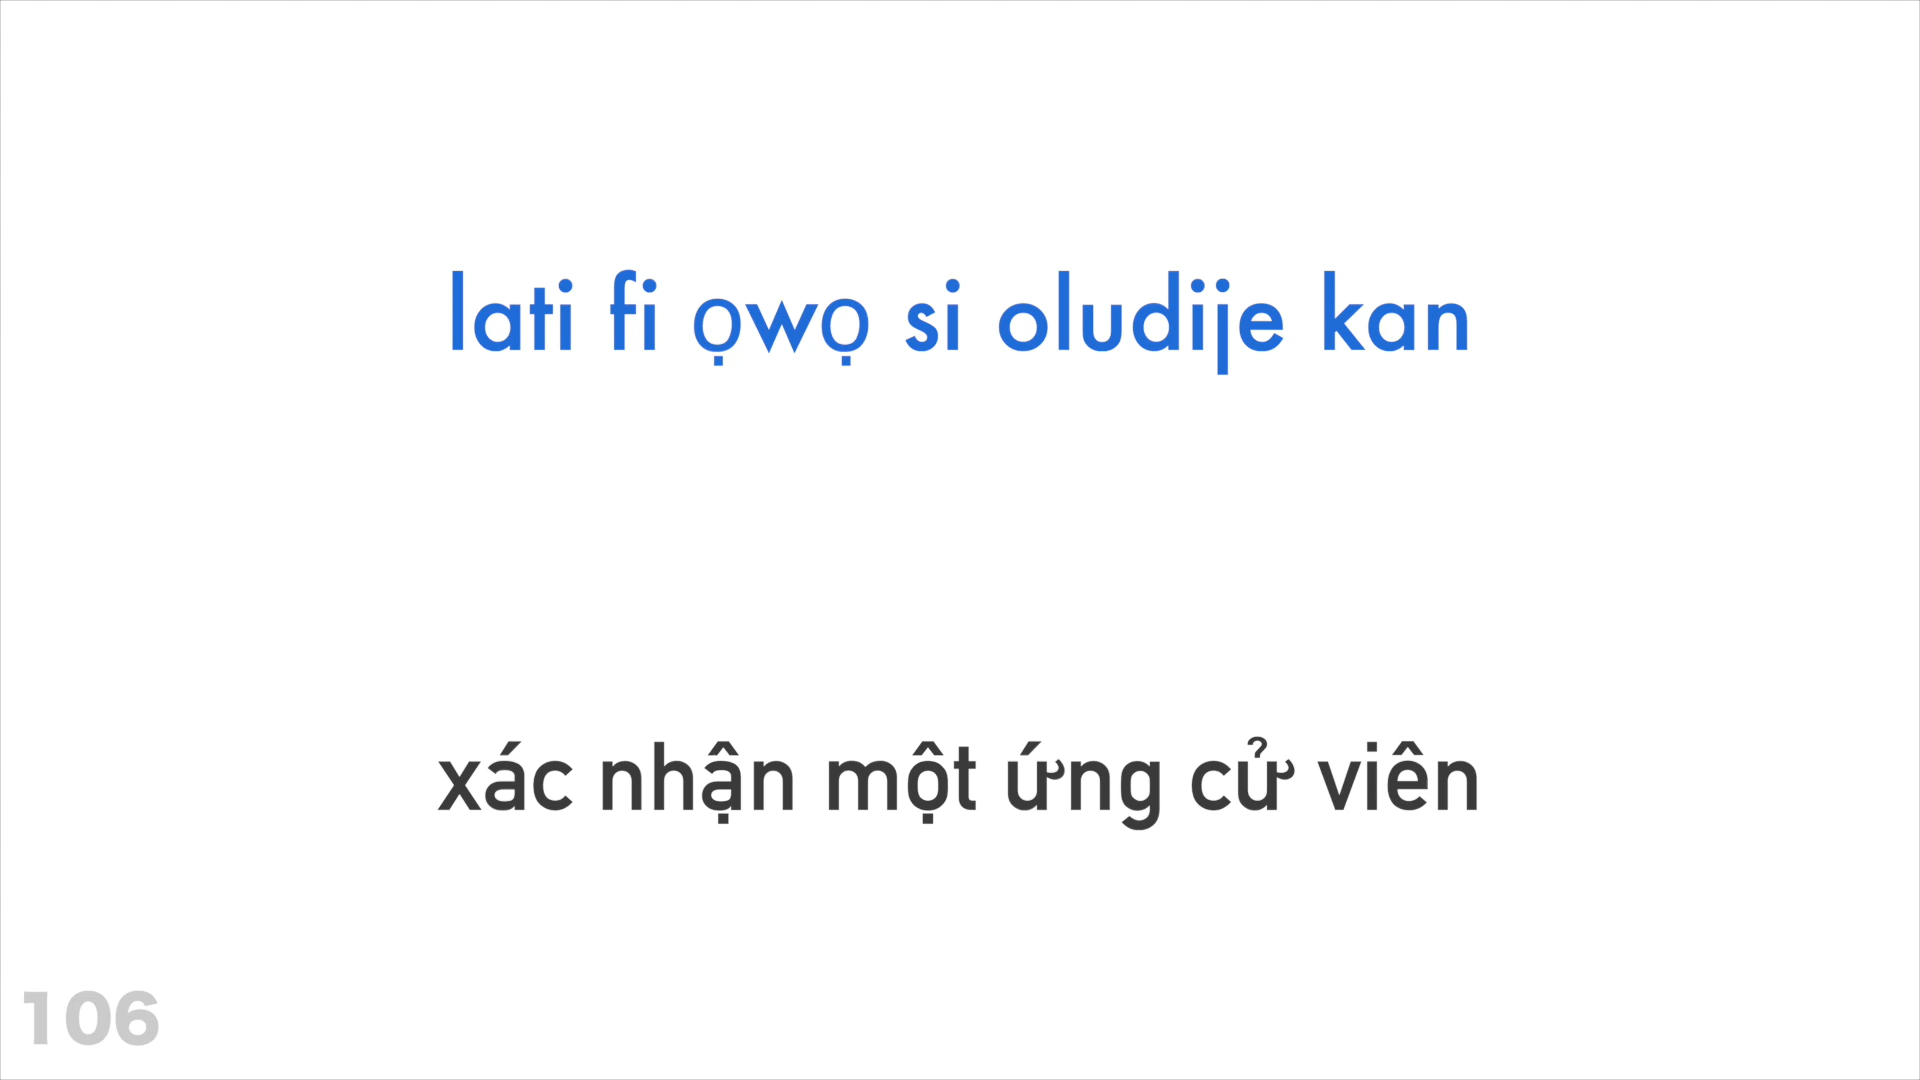 lati fi ọwọ si oludije kan
xác nhận một ứng cử viên
106